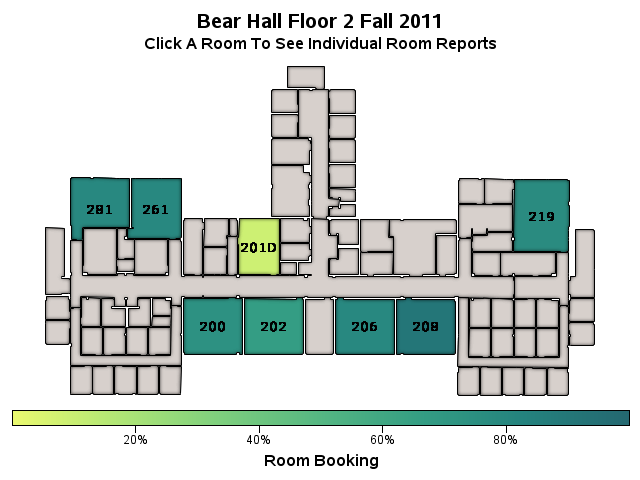 Bear Hall Floor 2 Fall 2011
Click A Room To See Individual Room Reports
281
261
219
201D
200
202
206
208
20%
40%
60%
80%
Room Booking